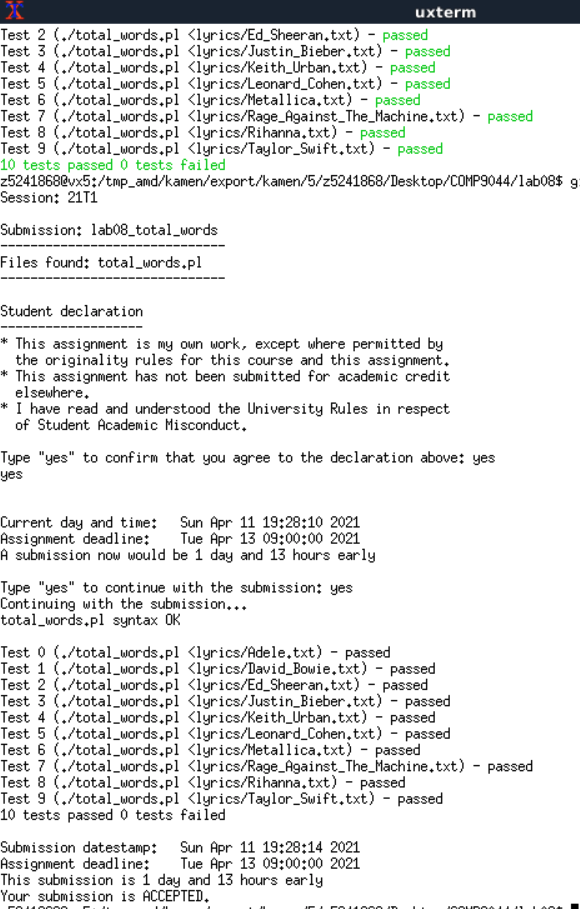 uxterm
Test 2 (./total_words.pl <lyrics/Ed_Sheeran.txt) - passed
Test 3 (./total_words.pl <lyrics/Justin_Bieber.txt) - passed
Test 4 (./total_words.pl <lyrics/Keith_Urban.txt) - passed
Test 5 (./total_words.pl <lyrics/Leonard_Cohen.txt) - passed
Test 6 (./total_words.pl <lyrics/Metallica.txt) - passed
Test 7 (./total_words.pl <lyrics/Rage_Against_The_Machine.txt) - passed
Test 8 (./total_words.pl <lyrics/Rihanna.txt) - passed
Test 9 (./total_words.pl <lyrics/Taylor_Swift.txt) - passed
10 tests passed 0 tests failed
z5241868@vx5:/tmp_amd/kamen/export/kamen/5/z5241868/Desktop/COMP9044/lab08$ g
Session: 21T1
Submission: lab08_total_words
------------------------------
Files found: total_words.pl
------------------------------
Student declaration
-------------------
* This assignment is my own work, except where permitted by
the originality rules for this course and this assignment.
* This assignment has not been submitted for academic credit
elsewhere.
* I have read and understood the University Rules in respect
of Student Academic Misconduct.
Type "yes" to confirm that you agree to the declaration above: yes
yes
Current day and time:   Sun Apr 11 19:28:10 2021
Assignment deadline:    Tue Apr 13 09:00:00 2021
A submission now would be 1 day and 13 hours early
Type "yes" to continue with the submission: yes
Continuing with the submission...
total_words.pl syntax OK
Test 0 (./total_words.pl <lyrics/Adele.txt) - passed
Test 1 (./total_words.pl <lyrics/David_Bowie.txt) - passed
Test 2 (./total_words.pl <lyrics/Ed_Sheeran.txt) - passed
Test 3 (./total_words.pl <lyrics/Justin_Bieber.txt) - passed
Test 4 (./total_words.pl <lyrics/Keith_Urban.txt) - passed
Test 5 (./total_words.pl <lyrics/Leonard_Cohen.txt) - passed
Test 6 (./total_words.pl <lyrics/Metallica.txt) - passed
Test 7 (./total_words.pl <lyrics/Rage_Against_The_Machine.txt) - passed
Test 8 (./total_words.pl <lyrics/Rihanna.txt) - passed
Test 9 (./total_words.pl <lyrics/Taylor_Swift.txt) - passed
10 tests passed 0 tests failed
Submission datestamp:   Sun Apr 11 19:28:14 2021
Assignment deadline:    Tue Apr 13 09:00:00 2021
This submission is 1 day and 13 hours early
Your submission is ACCEPTED.